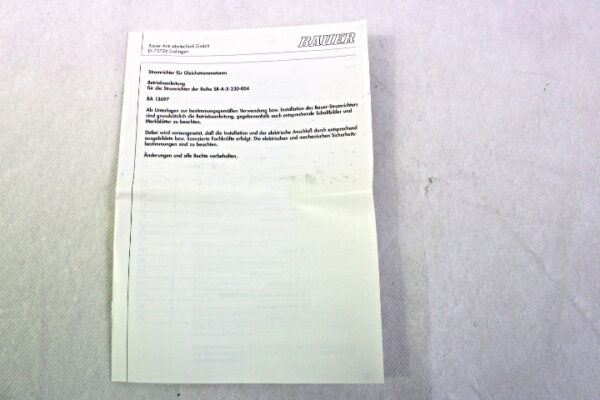 Bauer Antriebstechnik GmbH
D-73726 Esslingen
BAUER
Stromrichter für Gleichstrommotoren
Betriebsanleitung
für die Stromrichter der Reihe SE-A-S-230-004
BA 13697
Als Unterlagen zur bestimmungsgemäßen Verwendung bzw. Installation des Bauer-Stromrichters
sind grundsätzlich die Betriebsanleitung, gegebenenfalls auch entsprechende Schaltbilder und
Merkblätter zu beachten.
Dabei wird vorausgesetzt, daß die Installation und der elektrische Anschluß durch entsprechend
ausgebildete bzw. lizenzierte Fachkräfte erfolgt. Die elektrischen und mechanischen Sicherheits-
bestimmungen sind zu beachten.
Änderungen und alle Rechte vorbehalten.